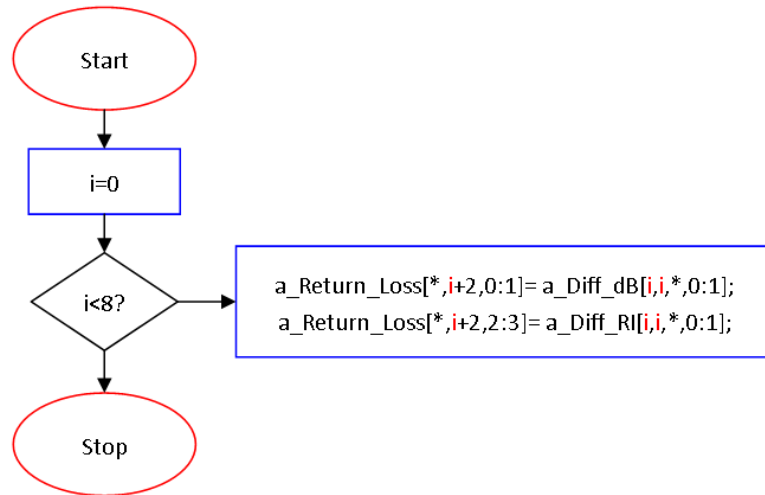 Start
i=0
i<8?
a_Return_Loss[*,i+2,0:1]= a_Diff_dB[i,i,*,0:1];
a_Return_Loss[*,i+2,2:3]= a_Diff_RI[i,i,*,0:1];
Stop